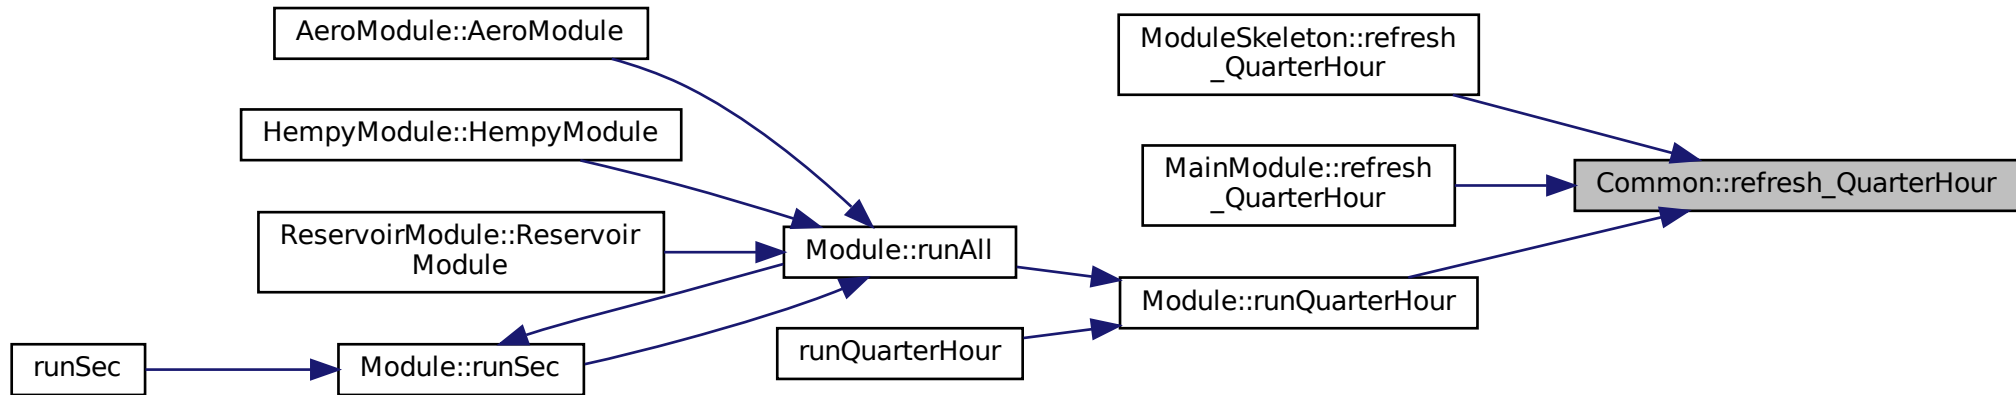 AeroModule::AeroModule
HempyModule::HempyModule
ReservoirModule::Reservoir
Module
runSec
Module::runSec
Module::runAll
runQuarterHour
ModuleSkeleton::refresh
_QuarterHour
MainModule::refresh
_QuarterHour
Module::runQuarterHour
Common::refresh_QuarterHour